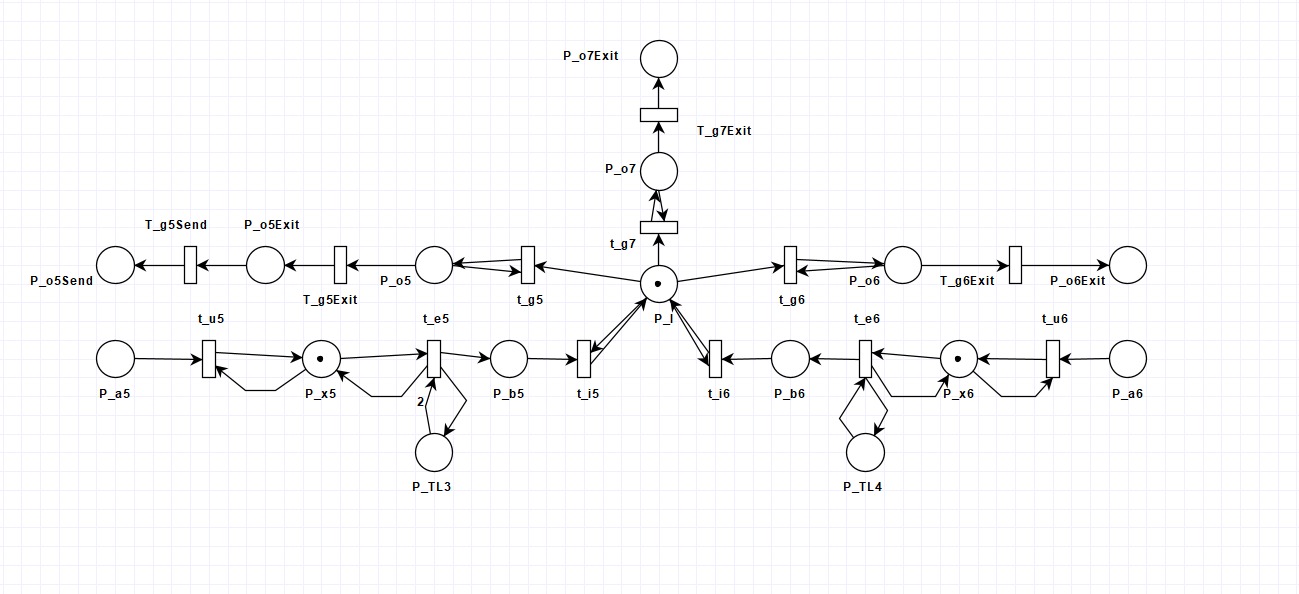 P_o7Exit
T_g7Exit
P_o7
T_g5Send
P_o5Exit
t_g7
P_o5Send
P_o5
P_o6
T_g6Exit
P_o6Exit
T_g5Exit
t_g5
t_g6
t_u5
t_e5
P_I
t_e6
t_u6
P_a5
P_x5
2
P_b5
t_i5
t_i6
P_b6
P_x6
P_a6
P_TL3
P_TL4